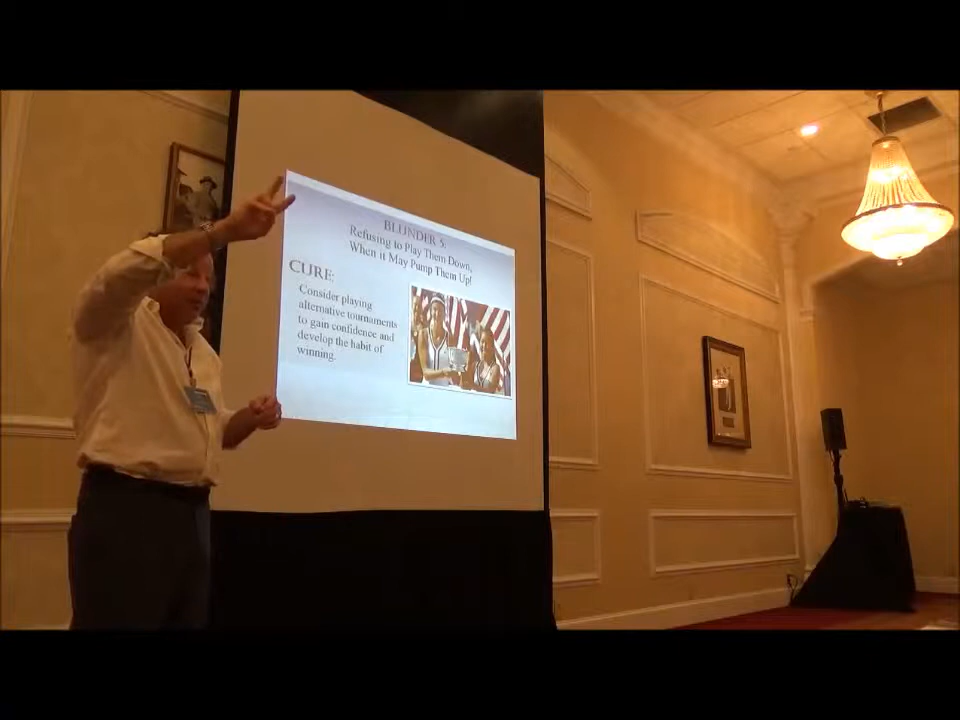 BLUNDER 5:
Refusing to Play Them Down,
When it May Pump Them Up!
CURE:
Consider playing
alternative tournaments
to gain confidence and
develop the habit of
winning.